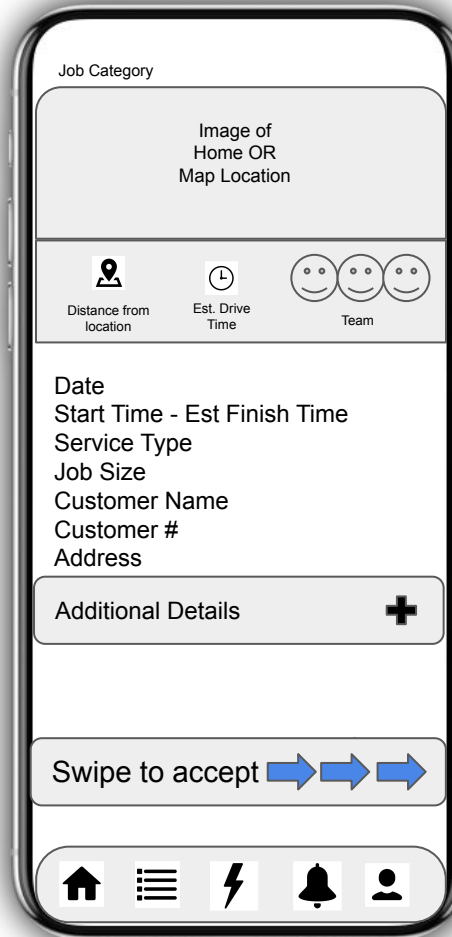 Job Category
Image of
Home OR
Map Location
Distance from
location
Est. Drive
Time
Team
Date
Start Time - Est Finish Time
Service Type
Job Size
Customer Name
Customer #
Address
Additional Details
Swipe to accept